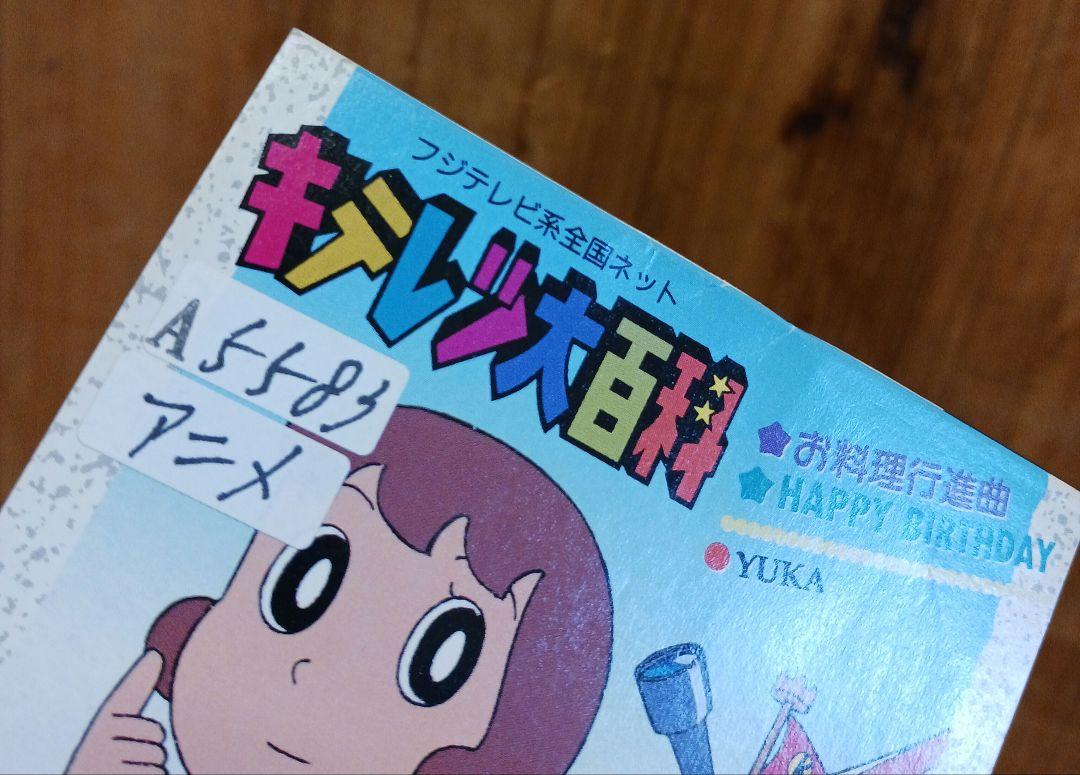 フジテレビ系全国ネット
キテレツ大百科
A5583
アニメ
お料理行進曲
HAPPY BIRTHDAY
YUKA